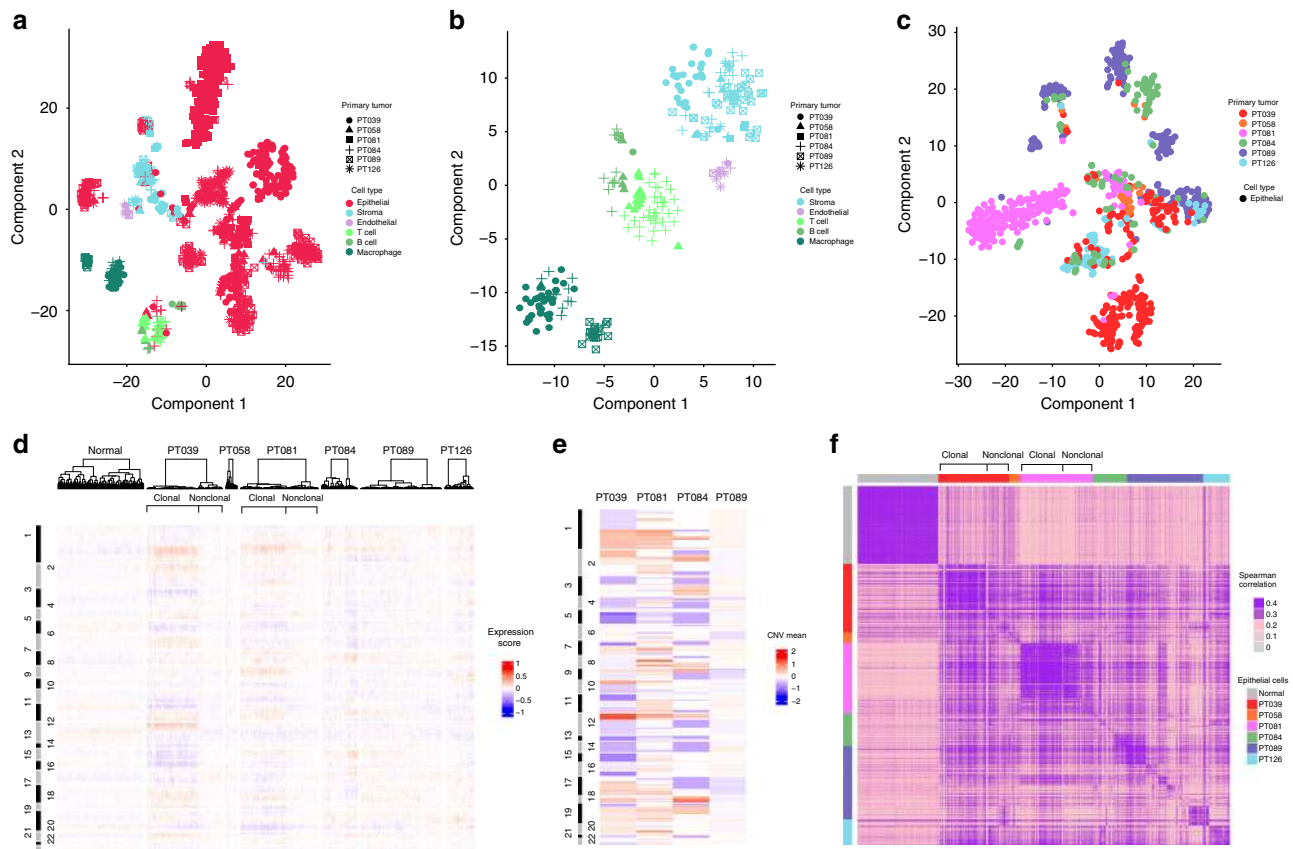 a
Component 2
20
0
−20
−20
0
20
Component 1
Primary tumor
PT039
PT058
PT081
PT084
PT089
PT126
Cell type
Epithelial
Stroma
Endothelial
T cell
B cell
Macrophage
b
Component 2
10
5
0
−5
−10
−15
−10
−5
0
5
10
Component 1
Primary tumor
PT039
PT058
PT081
PT084
PT089
PT126
Cell type
Stroma
Endothelial
T cell
B cell
Macrophage
c
Component 2
30
20
10
0
−10
−20
−30
−20
−10
0
10
20
Component 1
Primary tumor
PT039
PT058
PT081
PT084
PT089
PT126
Cell type
Epithelial
d
Normal PT039 PT058 PT081 PT084 PT089 PT126
Clonal Nonclonal Clonal Nonclonal
1
2
3
4
5
6
7
8
9
10
11
12
13
14
15
16
17
18
19
20
21
22
Expression
score
1
0.5
0
−0.5
−1
e
PT039 PT081 PT084 PT089
1
2
3
4
5
6
7
8
9
10
11
12
13
14
15
16
17
18
19
20
21
22
CNV mean
2
1
0
−1
−2
f
Clonal Nonclonal Clonal Nonclonal
Spearman
correlation
0.4
0.3
0.2
0.1
0
Epithelial cells
Normal
PT039
PT058
PT081
PT084
PT089
PT126